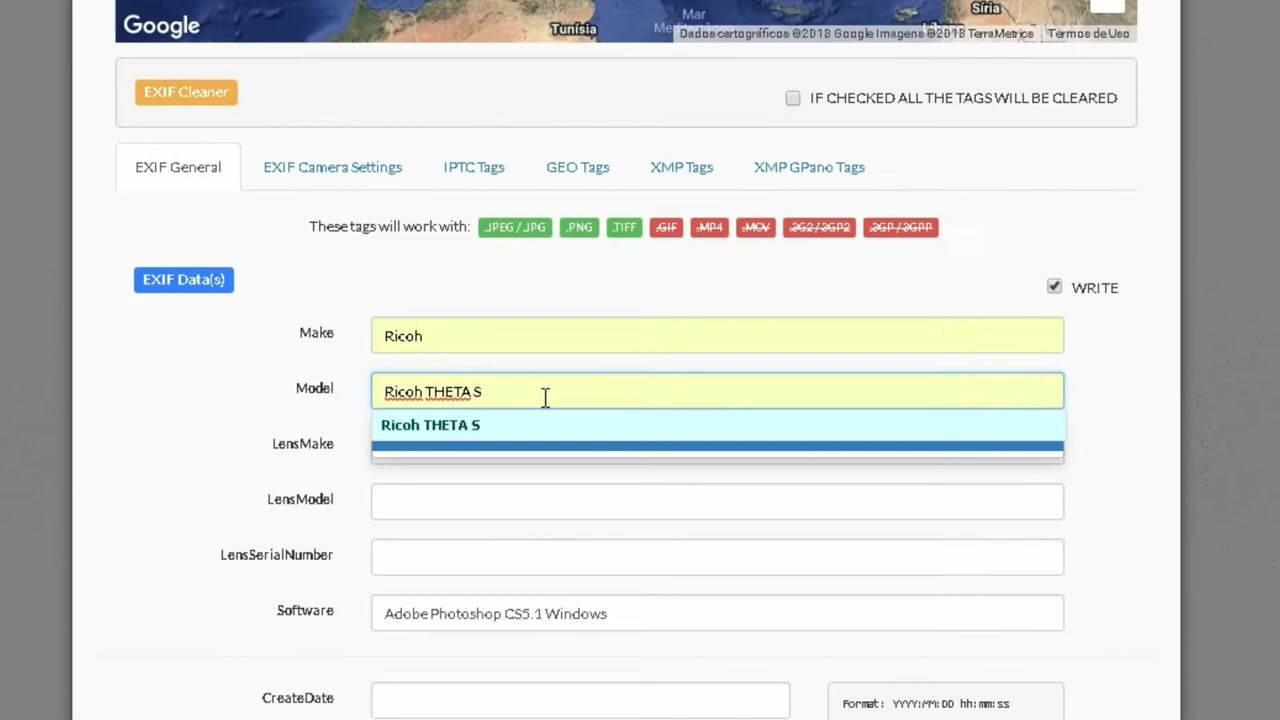 Google
Tunísia
Mar
Síria
Dados cartográficos ©2018 Google Imagens ©2018 TerraMetrics
Termos de Uso
EXIF Cleaner
IF CHECKED ALL THE TAGS WILL BE CLEARED
EXIF General
EXIF Camera Settings
IPTC Tags
GEO Tags
XMP Tags
XMP GPano Tags
These tags will work with: .JPEG / .JPG .PNG .TIFF .GIF .MP4 .MOV .3G2 / 3GP2 .3GP / 3GPP
EXIF Data(s)
WRITE
Make
Ricoh
Model
Ricoh THETA S
Ricoh THETA S
LensMake
LensModel
LensSerialNumber
Software
Adobe Photoshop CS5.1 Windows
CreateDate
Format: YYYY:MM:DD hh:mm:ss